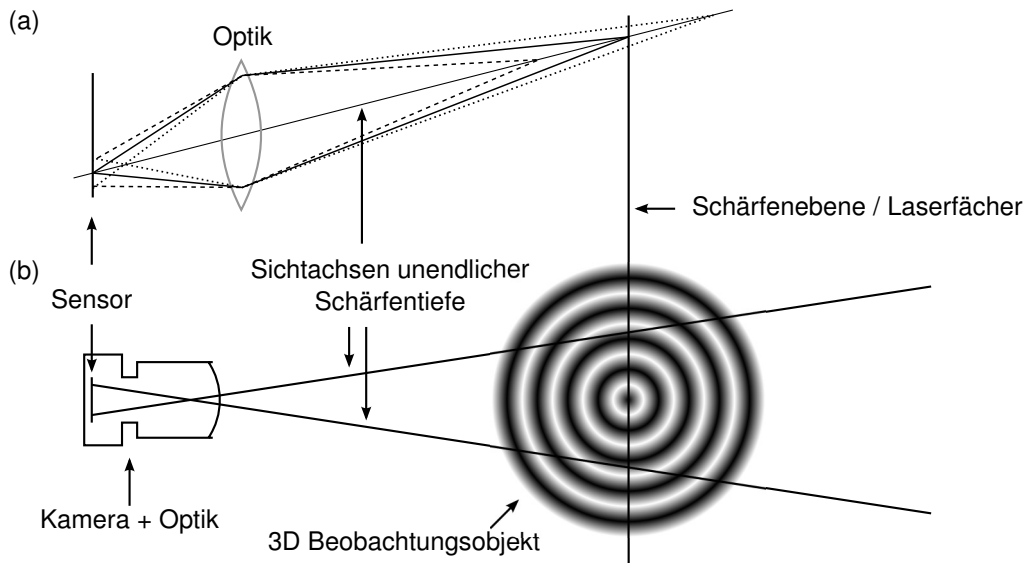 (a)
Optik
Schärfenebene / Laserfächer
(b)
Sichtachsen unendlicher
Schärfentiefe
Sensor
Kamera + Optik
3D Beobachtungsobjekt